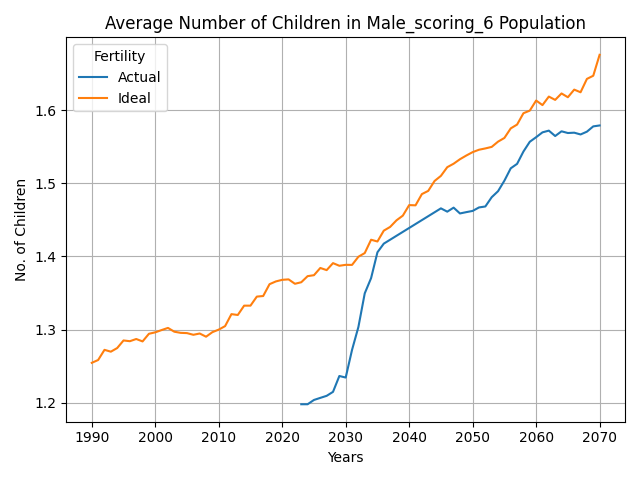 Average Number of Children in Male_scoring_6 Population
Fertility
Actual
Ideal
No. of Children
1.6
1.5
1.4
1.3
1.2
1990 2000 2010 2020 2030 2040 2050 2060 2070
Years